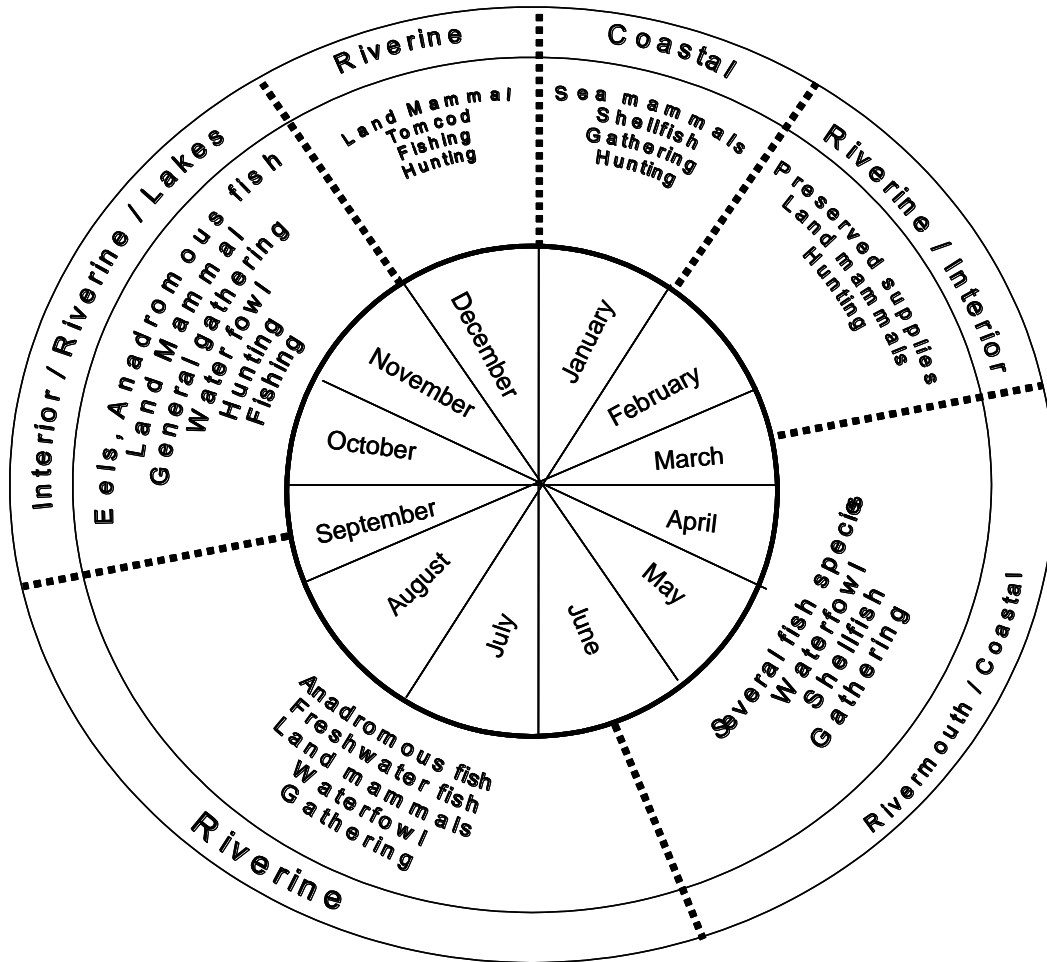 Riverine
Land Mammal
Tomcod
Fishing
Hunting
Coastal
Sea mammals
Shellfish
Gathering
Hunting
Riverine / Interior
Preserved supplies
Land mammals
Hunting
Rivermouth / Coastal
Several fish species
Waterfowl
Shellfish
Gathering
Riverine
Anadromous fish
Freshwater fish
Land mammals
Waterfowl
Gathering
Interior / Riverine / Lakes
Eels, Anadromous fish
Land Mammal
General gathering
Water fowl
Hunting
Fishing
January
February
March
April
May
June
July
August
September
October
November
December